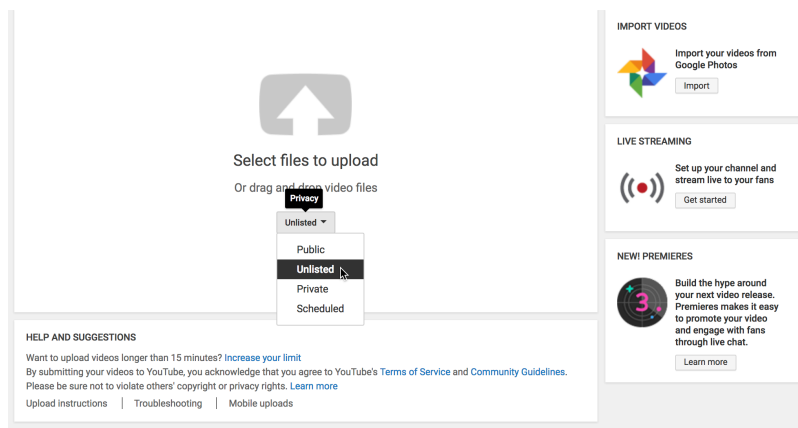 Select files to upload
Or drag and drop video files
Privacy
Unlisted
Public
Unlisted
Private
Scheduled
HELP AND SUGGESTIONS
Want to upload videos longer than 15 minutes? Increase your limit
By submitting your videos to YouTube, you acknowledge that you agree to YouTube's Terms of Service and Community Guidelines.
Please be sure not to violate others' copyright or privacy rights. Learn more
Upload instructions | Troubleshooting | Mobile uploads
IMPORT VIDEOS
Import your videos from
Google Photos
Import
LIVE STREAMING
Set up your channel and
stream live to your fans
Get started
NEW! PREMIERES
3
Build the hype around
your next video release.
Premieres makes it easy
to promote your video
and engage with fans
through live chat.
Learn more